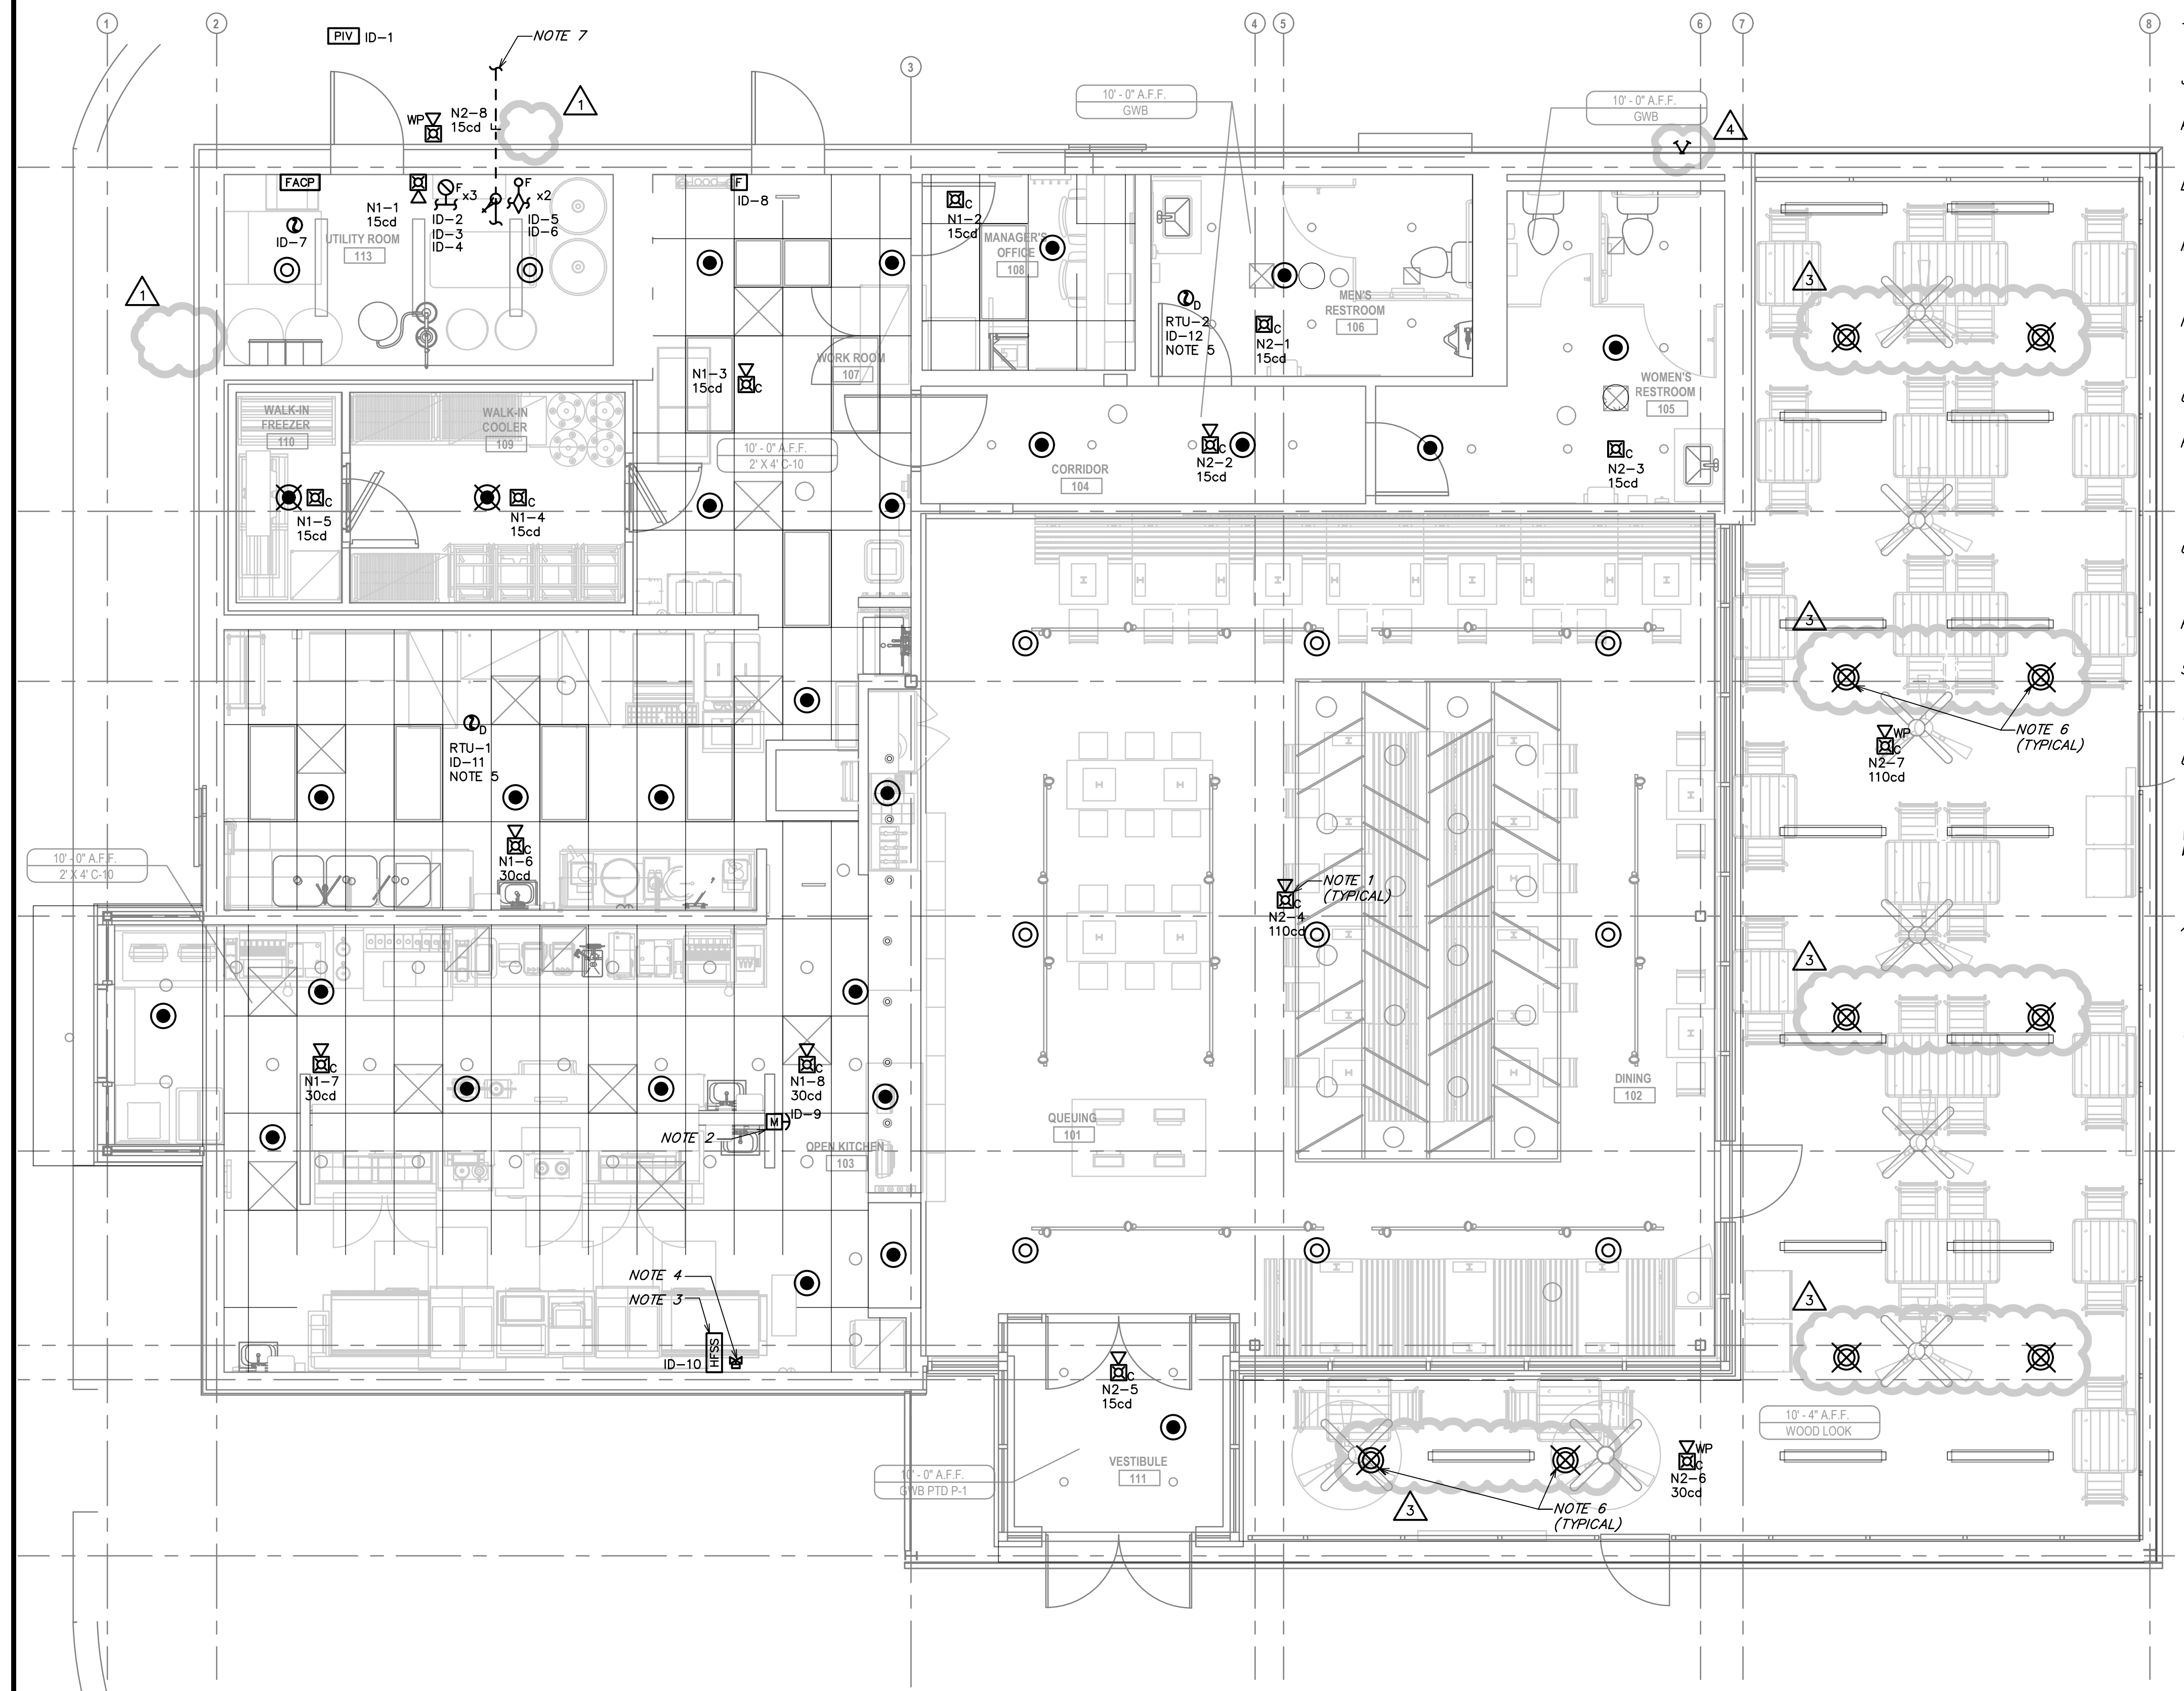 1
2
3
4
5
6
7
8
PIV ID-1
NOTE 7
1
10' - 0" A.F.F.
GWB
10' - 0" A.F.F.
GWB
4
WP
N2-8
15cd
FACP
N1-1
15cd
F
x3
ID-2
ID-3
ID-4
F
x2
ID-5
ID-6
F
ID-8
ID-7
UTILITY ROOM
113
1
C
N1-2
15cd
MANAGER'S
OFFICE
108
D
RTU-2
ID-12
NOTE 5
C
N2-1
15cd
MEN'S
RESTROOM
106
3
N1-3
15cd
C
WORK ROOM
107
WOMEN'S
RESTROOM
105
WALK-IN
FREEZER
110
WALK-IN
COOLER
109
10' - 0" A.F.F.
2' X 4' C-10
CORRIDOR
104
C
N2-2
15cd
C
N2-3
15cd
C
N1-5
15cd
C
N1-4
15cd
3
NOTE 6
(TYPICAL)
D
RTU-1
ID-11
NOTE 5
WP
C
N2-7
110cd
C
N1-6
30cd
10' - 0" A.F.F.
2' X 4' C-10
NOTE 1
(TYPICAL)
C
N2-4
110cd
3
C
N1-7
30cd
C
N1-8
30cd
M
ID-9
NOTE 2
OPEN KITCHEN
103
QUEUING
101
DINING
102
NOTE 4
NOTE 3
ID-10
HFSS
3
C
N2-5
15cd
10' - 4" A.F.F.
WOOD LOOK
10' - 0" A.F.F.
GWB PTD P-1
VESTIBULE
111
WP
C
N2-6
30cd
3
NOTE 6
(TYPICAL)